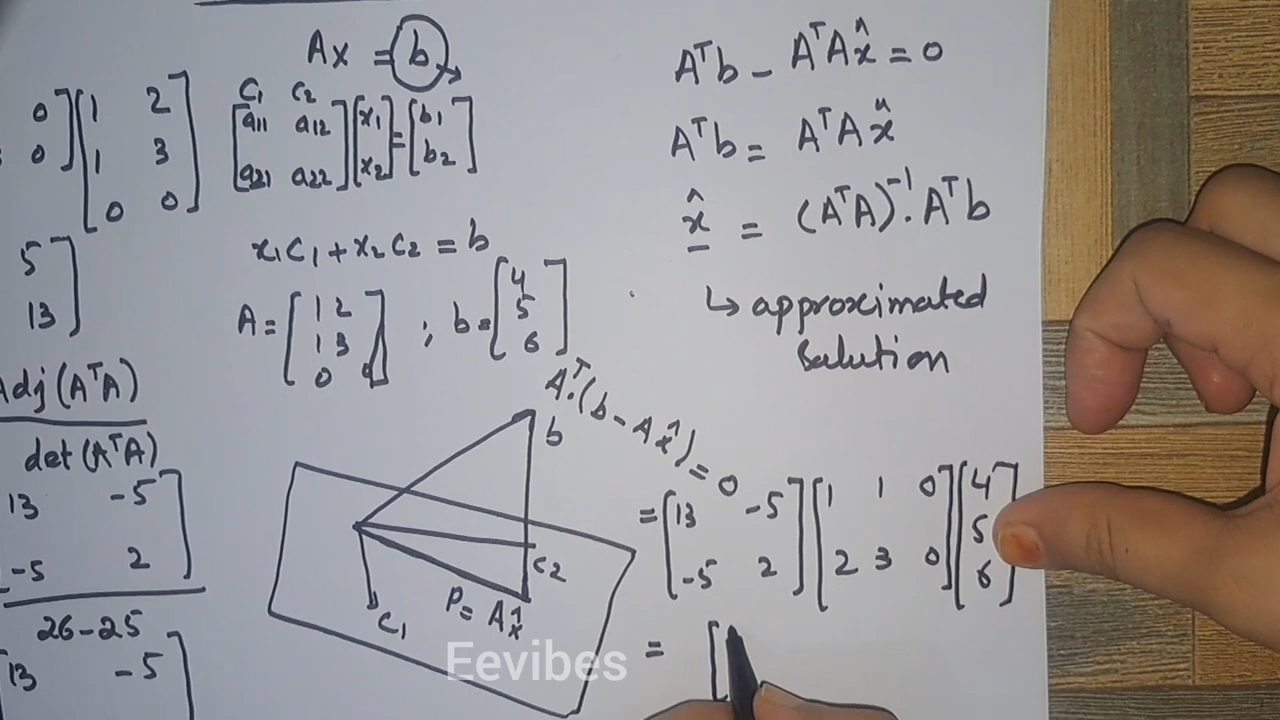 Ax = b
C1 C2
[a11 a12] [x1] = [b1]
[a21 a22] [x2] [b2]
x1C1 + x2C2 = b
A = [1 2] ; b = [4]
[1 3] [5]
[0 0] [6]
0] [1 2]
0] [1 3]
[0 0]
5]
13]
Adj(AᵀA)
det(AᵀA)
13 -5]
-5 2]
26-25
[13 -5]
Aᵀ.(b - Ax̂) = 0
b
C2
C1
P = Ax̂
Eevibes
Aᵀb - AᵀAx̂ = 0
Aᵀb = AᵀAx̂
x̂ = (AᵀA)⁻¹. Aᵀb
↳ approximated
solution
= [13 -5] [1 1 0] [4]
[-5 2] [2 3 0] [5]
[6]
= [